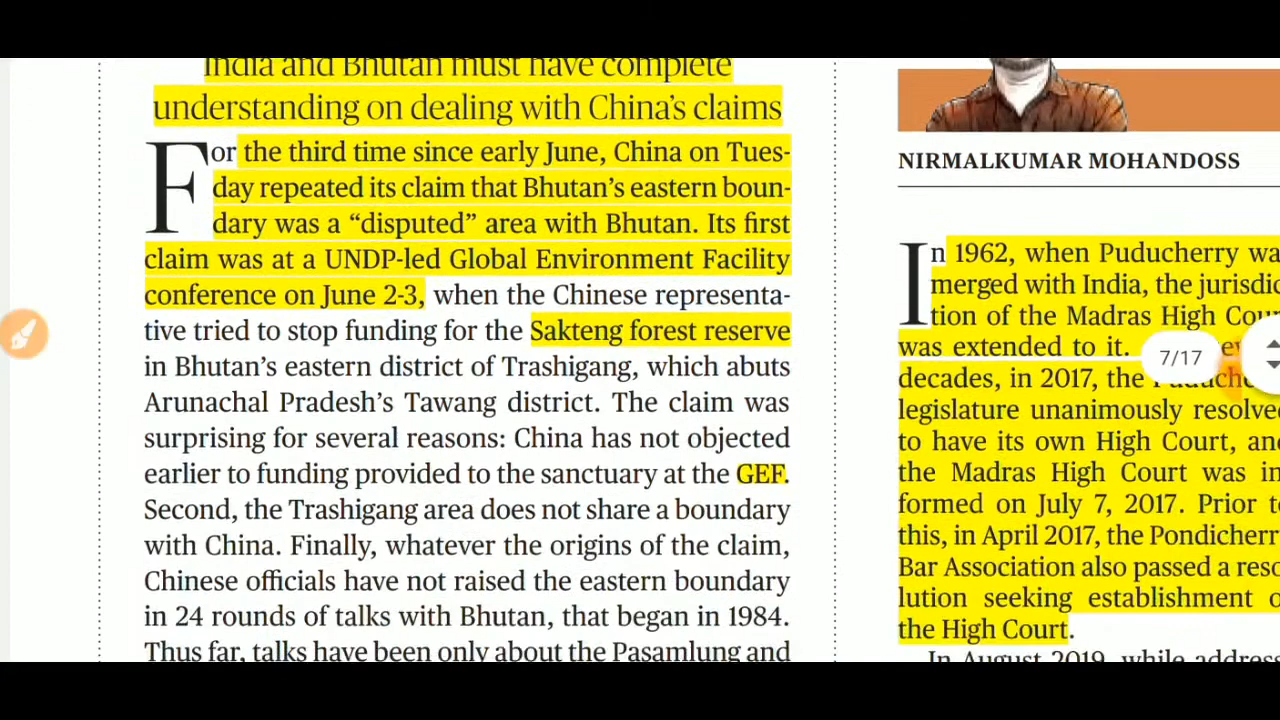 India and Bhutan must have complete
understanding on dealing with China's claims
For the third time since early June, China on Tues-
day repeated its claim that Bhutan's eastern boun-
dary was a “disputed” area with Bhutan. Its first
claim was at a UNDP-led Global Environment Facility
conference on June 2-3, when the Chinese representa-
tive tried to stop funding for the Sakteng forest reserve
in Bhutan's eastern district of Trashigang, which abuts
Arunachal Pradesh's Tawang district. The claim was
surprising for several reasons: China has not objected
earlier to funding provided to the sanctuary at the GEF.
Second, the Trashigang area does not share a boundary
with China. Finally, whatever the origins of the claim,
Chinese officials have not raised the eastern boundary
in 24 rounds of talks with Bhutan, that began in 1984.
Thus far, talks have been only about the Pasamlung and
NIRMALKUMAR MOHANDOSS
In 1962, when Puducherry wa
merged with India, the jurisdic
tion of the Madras High Cour
was extended to it.
7/17
decades, in 2017, the
legislature unanimously resolved
to have its own High Court, and
the Madras High Court was in
formed on July 7, 2017. Prior t
this, in April 2017, the Pondicherr
Bar Association also passed a reso
lution seeking establishment o
the High Court.
In August 2019, while address